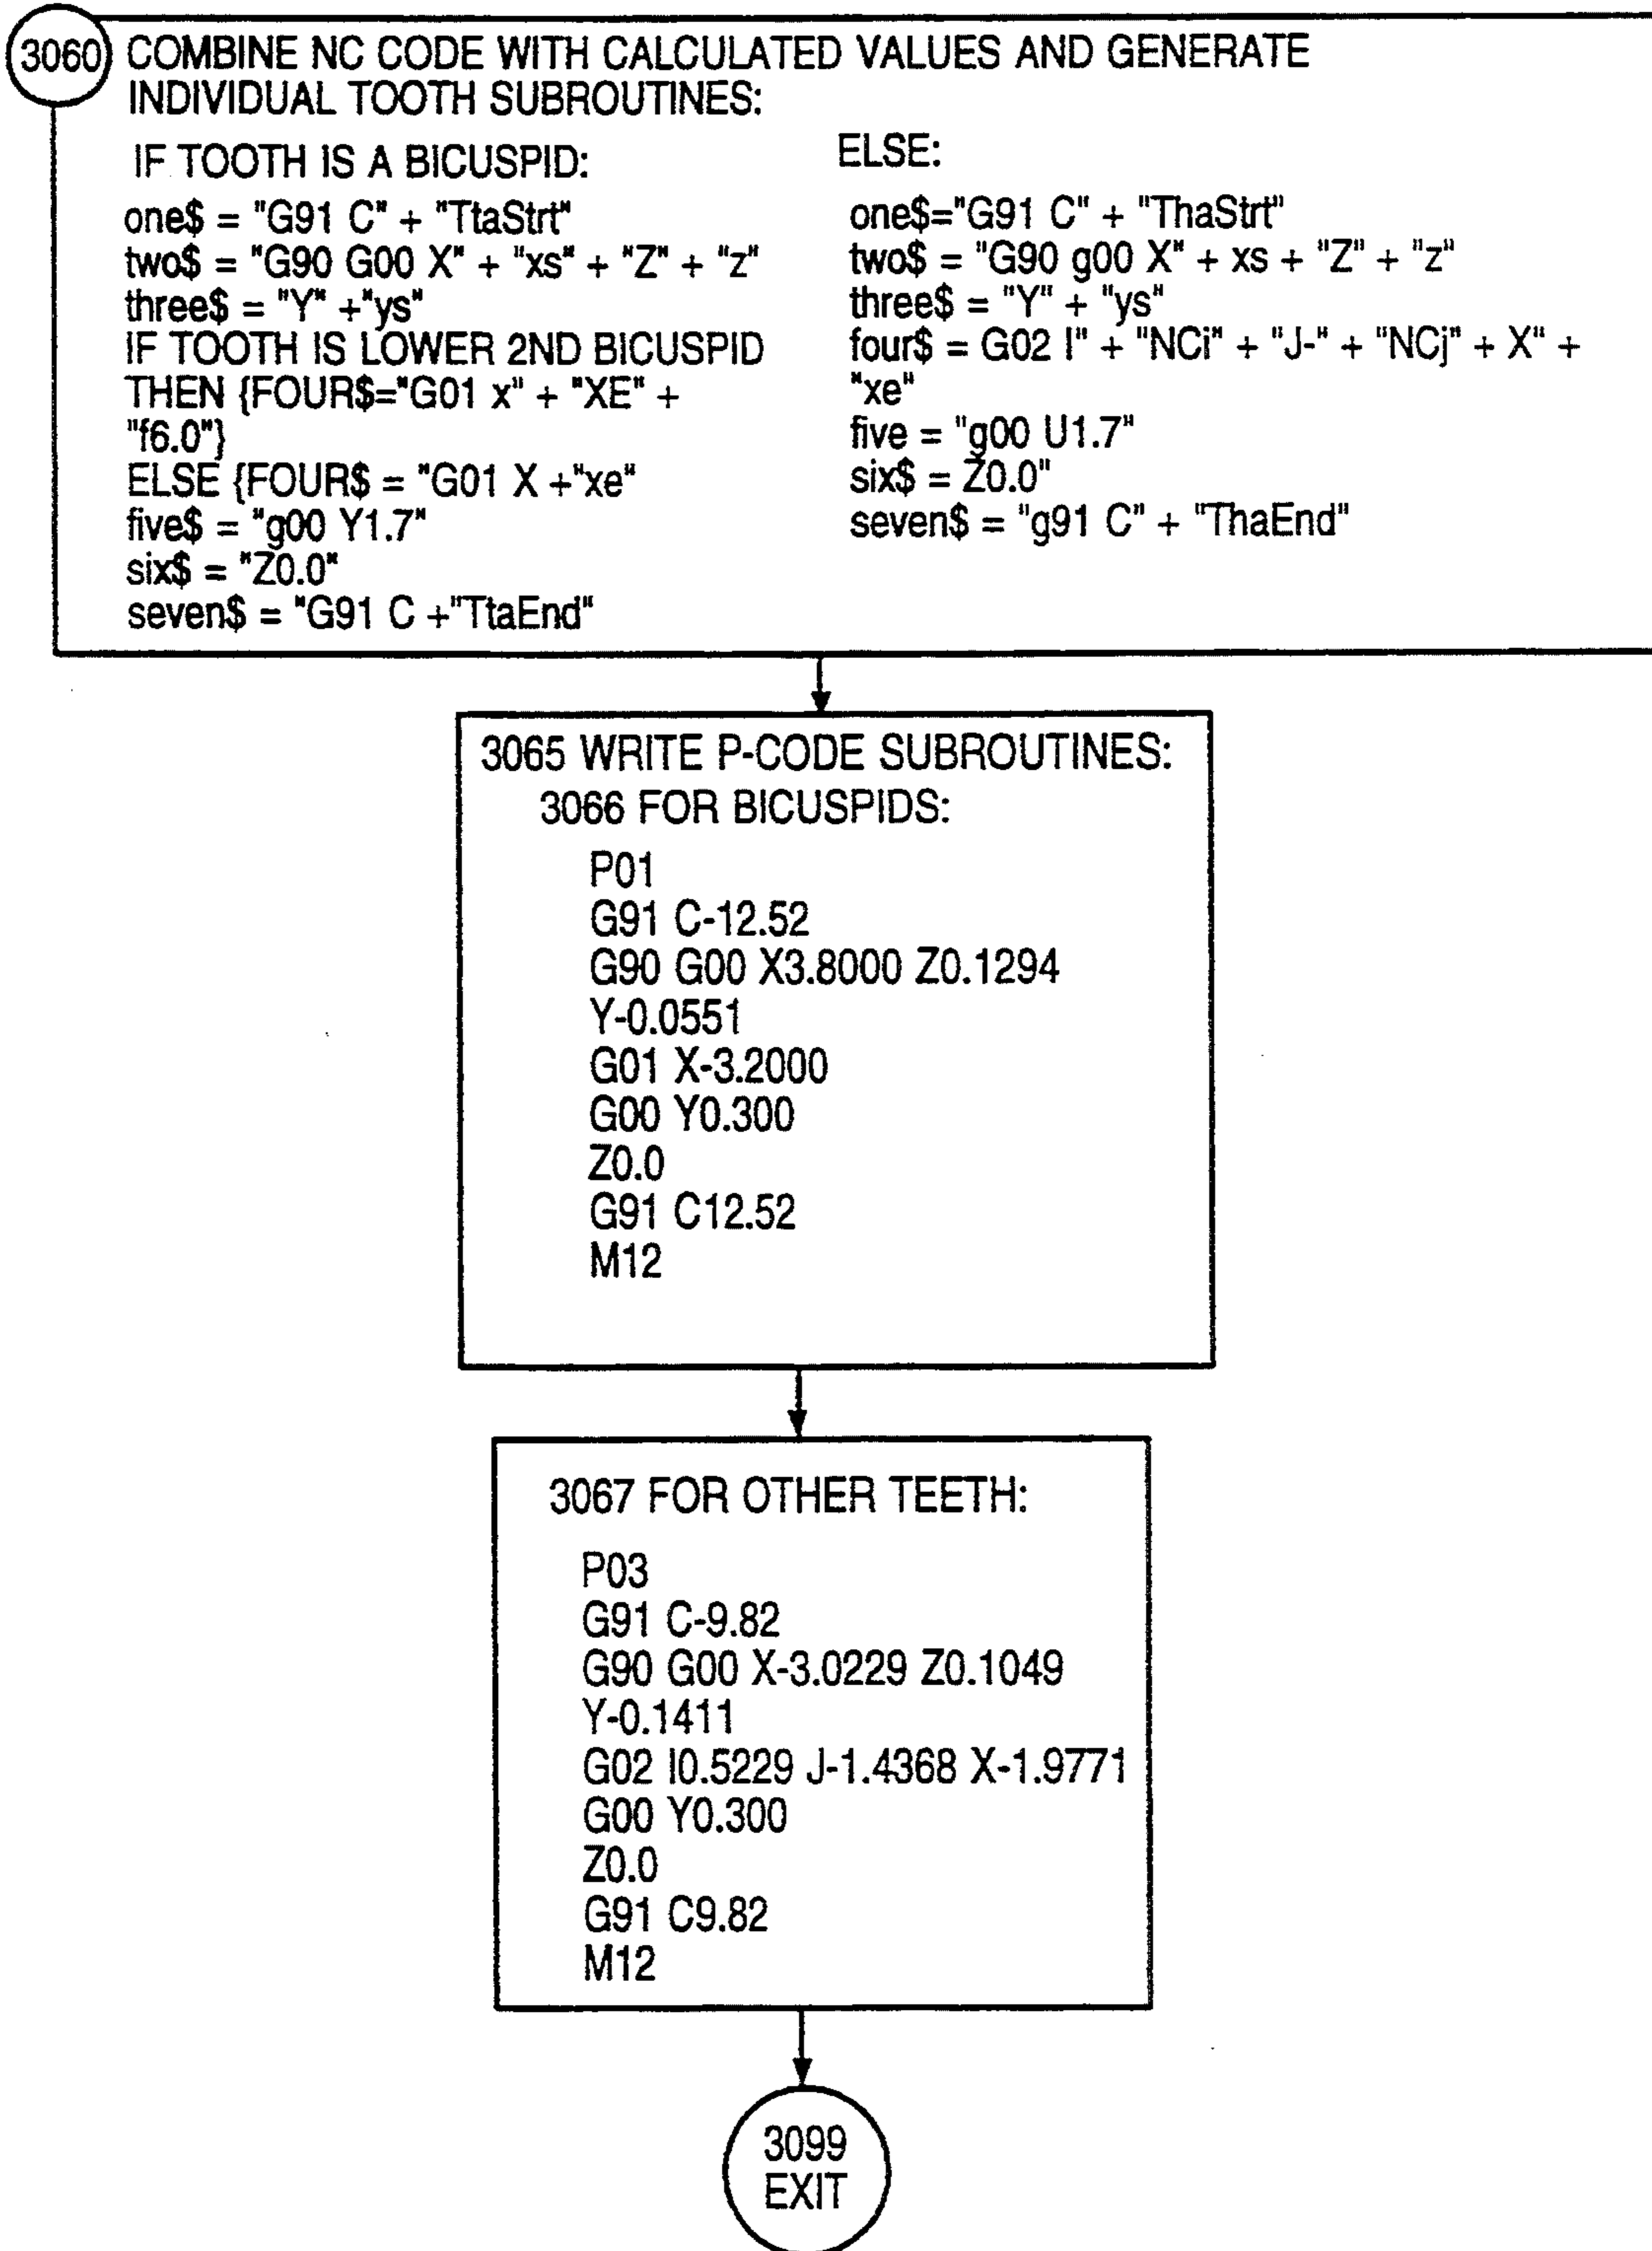 3060
COMBINE NC CODE WITH CALCULATED VALUES AND GENERATE
INDIVIDUAL TOOTH SUBROUTINES:
IF TOOTH IS A BICUSPID:
one$ = "G91 C" + "TtaStrt"
two$ = "G90 G00 X" + "xs" + "Z" + "z"
three$ = "Y" +"ys"
IF TOOTH IS LOWER 2ND BICUSPID
THEN {FOUR$="G01 x" + "XE" +
"f6.0"}
ELSE {FOUR$ = "G01 X +"xe"
five$ = "g00 Y1.7"
six$ = "Z0.0"
seven$ = "G91 C +"TtaEnd"
ELSE:
one$="G91 C" + "ThaStrt"
two$ = "G90 g00 X" + xs + "Z" + "z"
three$ = "Y" + "ys"
four$ = G02 I" + "NCi" + "J-" + "NCj" + X" +
"xe"
five = "g00 U1.7"
six$ = Z0.0"
seven$ = "g91 C" + "ThaEnd"
3065 WRITE P-CODE SUBROUTINES:
3066 FOR BICUSPIDS:
P01
G91 C-12.52
G90 G00 X3.8000 Z0.1294
Y-0.0551
G01 X-3.2000
G00 Y0.300
Z0.0
G91 C12.52
M12
3067 FOR OTHER TEETH:
P03
G91 C-9.82
G90 G00 X-3.0229 Z0.1049
Y-0.1411
G02 I0.5229 J-1.4368 X-1.9771
G00 Y0.300
Z0.0
G91 C9.82
M12
3099
EXIT